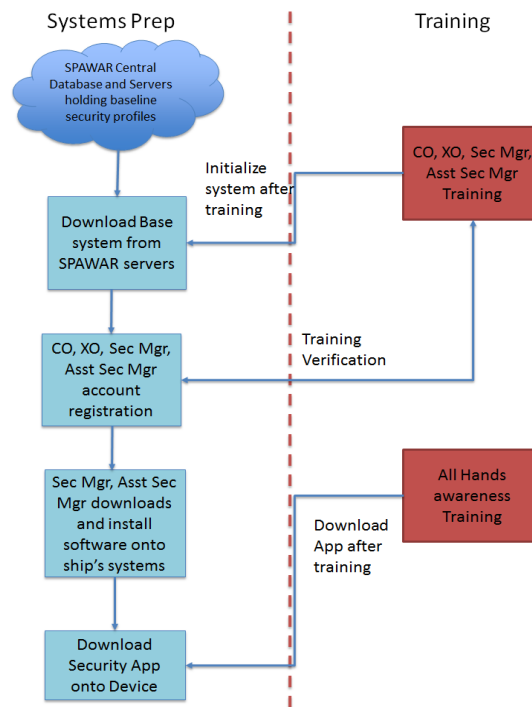 Systems Prep
Training
SPAWAR Central
Database and Servers
holding baseline
security profiles
CO, XO, Sec Mgr,
Asst Sec Mgr
Training
Initialize
system after
training
Download Base
system from
SPAWAR servers
CO, XO, Sec Mgr,
Asst Sec Mgr
account
registration
Training
Verification
Sec Mgr, Asst Sec
Mgr downloads
and install
software onto
ship's systems
All Hands
awareness
Training
Download
App after
training
Download
Security App
onto Device